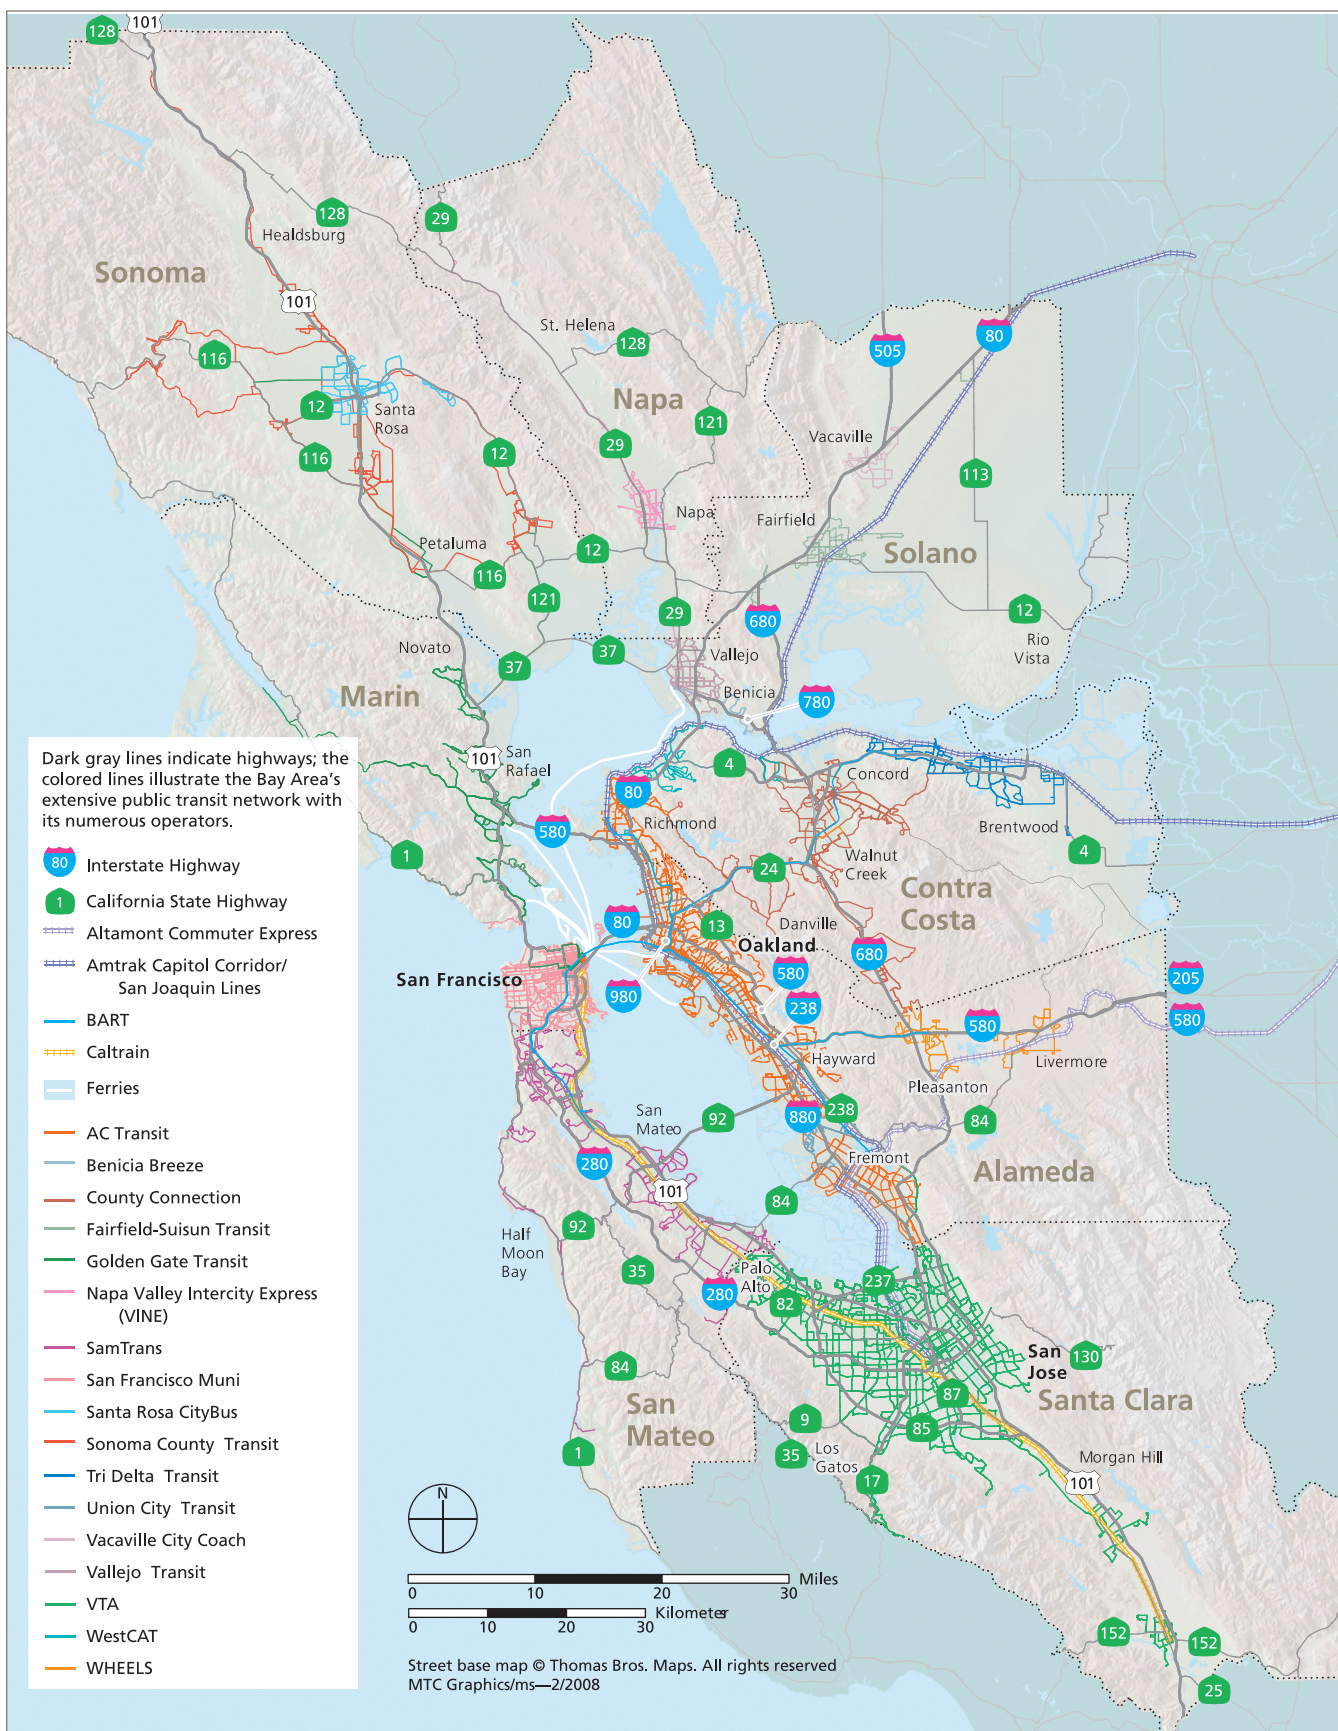 128
101
128
Healdsburg
29
Sonoma
101
St. Helena
128
116
505
80
Napa
12
Santa
Rosa
121
Vacaville
29
116
12
113
Napa
Fairfield
Petaluma
12
Solano
116
121
29
680
12
Rio
Vista
Novato
37
37
Vallejo
Marin
Benicia
780
Dark gray lines indicate highways; the
colored lines illustrate the Bay Area's
extensive public transit network with
its numerous operators.
80
Interstate Highway
1
California State Highway
Altamont Commuter Express
Amtrak Capitol Corridor/
San Joaquin Lines
BART
Caltrain
Ferries
AC Transit
Benicia Breeze
County Connection
Fairfield-Suisun Transit
Golden Gate Transit
Napa Valley Intercity Express
(VINE)
SamTrans
San Francisco Muni
Santa Rosa CityBus
Sonoma County Transit
Tri Delta Transit
Union City Transit
Vacaville City Coach
Vallejo Transit
VTA
WestCAT
WHEELS
101
San
Rafael
4
Concord
80
Richmond
580
Brentwood
4
1
Walnut
Creek
24
Contra
Costa
80
13
Danville
Oakland
680
San Francisco
580
205
980
238
580
580
Hayward
Livermore
Pleasanton
San
Mateo
92
880
238
84
280
Fremont
Alameda
101
84
Half
Moon
Bay
92
35
Palo
Alto
237
280
82
San
Jose
130
84
87
Santa Clara
San
Mateo
9
85
35
Los
Gatos
1
17
Morgan Hill
101
N
Miles
0 10 20 30
Kilometers
0 10 20 30
152
152
25
Street base map © Thomas Bros. Maps. All rights reserved
MTC Graphics/ms—2/2008